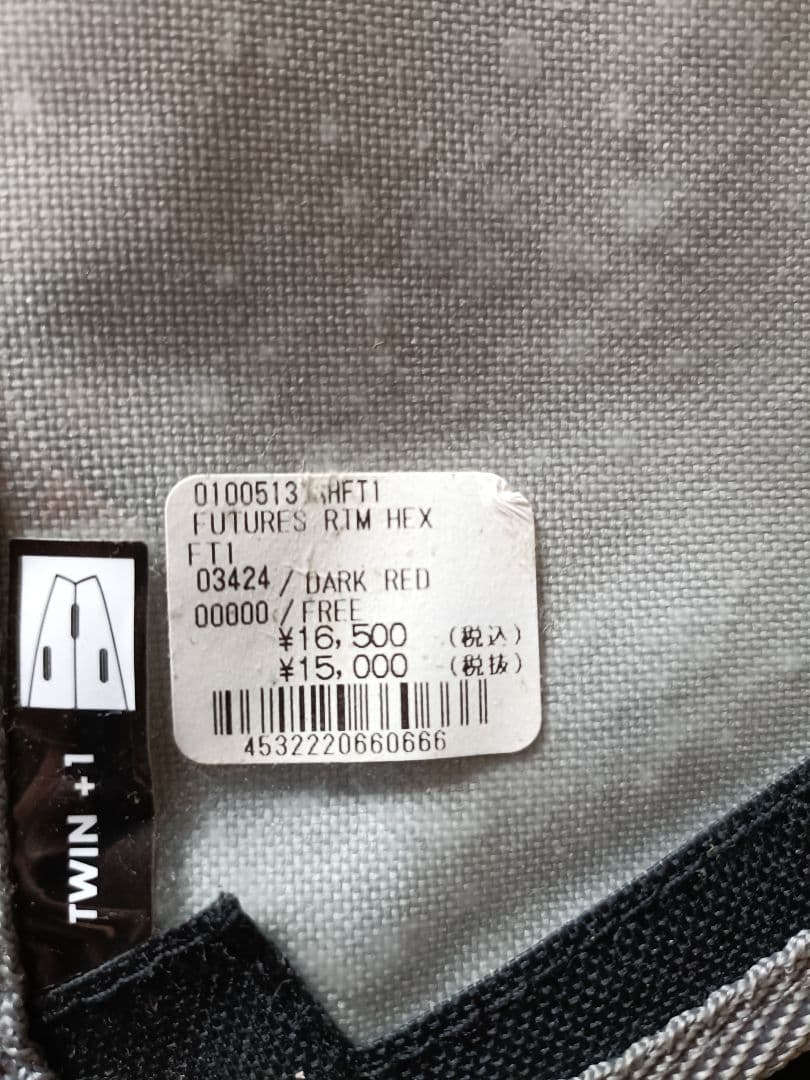 0100513 HFT1
FUTURES RTM HEX
FT1
03424 / DARK RED
00000 / FREE
¥16,500 (税込)
¥15,000 (税抜)
4532220660666
TWIN +1